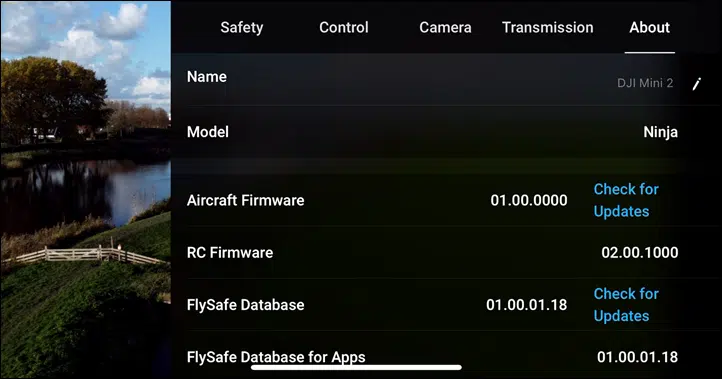 Safety Control Camera Transmission About
Name DJI Mini 2
Model Ninja
Aircraft Firmware 01.00.0000 Check for
Updates
RC Firmware 02.00.1000
FlySafe Database 01.00.01.18 Check for
Updates
FlySafe Database for Apps 01.00.01.18